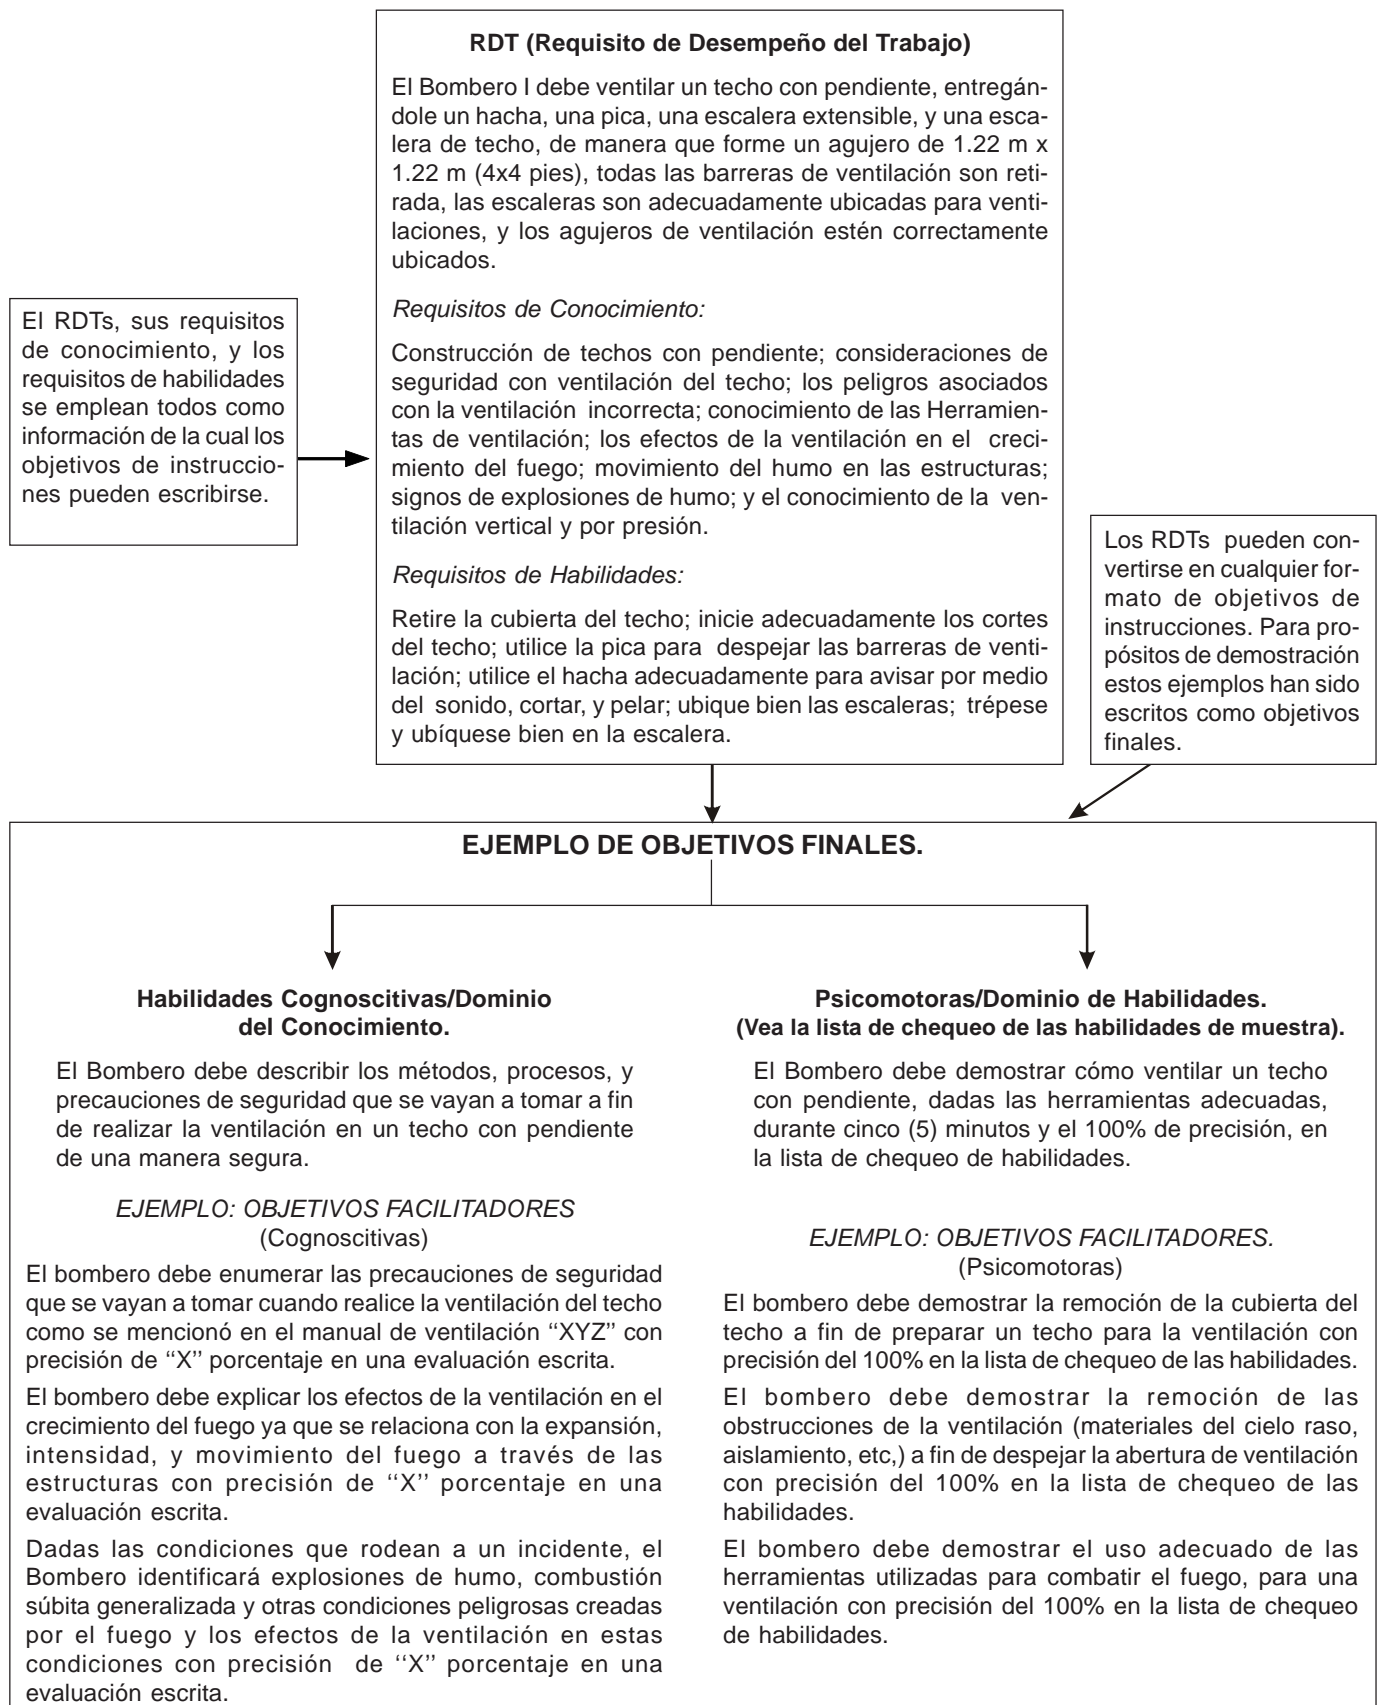 RDT (Requisito de Desempeño del Trabajo)
El Bombero I debe ventilar un techo con pendiente, entregán-
dole un hacha, una pica, una escalera extensible, y una esca-
lera de techo, de manera que forme un agujero de 1.22 m x
1.22 m (4x4 pies), todas las barreras de ventilación son reti-
rada, las escaleras son adecuadamente ubicadas para venti-
laciones, y los agujeros de ventilación estén correctamente
ubicados.
Requisitos de Conocimiento:
Construcción de techos con pendiente; consideraciones de
seguridad con ventilación del techo; los peligros asociados
con la ventilación incorrecta; conocimiento de las Herramien-
tas de ventilación; los efectos de la ventilación en el creci-
miento del fuego; movimiento del humo en las estructuras;
signos de explosiones de humo; y el conocimiento de la ven-
tilación vertical y por presión.
Requisitos de Habilidades:
Retire la cubierta del techo; inicie adecuadamente los cortes
del techo; utilice la pica para despejar las barreras de venti-
lación; utilice el hacha adecuadamente para avisar por medio
del sonido, cortar, y pelar; ubique bien las escaleras; trépese
y ubíquese bien en la escalera.
El RDTs, sus requisitos
de conocimiento, y los
requisitos de habilidades
se emplean todos como
información de la cual los
objetivos de instruccio-
nes pueden escribirse.
Los RDTs pueden con-
vertirse en cualquier for-
mato de objetivos de
instrucciones. Para pro-
pósitos de demostración
estos ejemplos han sido
escritos como objetivos
finales.
EJEMPLO DE OBJETIVOS FINALES.
Habilidades Cognoscitivas/Dominio
del Conocimiento.
El Bombero debe describir los métodos, procesos, y
precauciones de seguridad que se vayan a tomar a fin
de realizar la ventilación en un techo con pendiente
de una manera segura.
EJEMPLO: OBJETIVOS FACILITADORES
(Cognoscitivas)
El bombero debe enumerar las precauciones de seguridad
que se vayan a tomar cuando realice la ventilación del techo
como se mencionó en el manual de ventilación “XYZ” con
precisión de “X” porcentaje en una evaluación escrita.
El bombero debe explicar los efectos de la ventilación en el
crecimiento del fuego ya que se relaciona con la expansión,
intensidad, y movimiento del fuego a través de las
estructuras con precisión de ‘‘X’’ porcentaje en una
evaluación escrita.
Dadas las condiciones que rodean a un incidente, el
Bombero identificará explosiones de humo, combustión
súbita generalizada y otras condiciones peligrosas creadas
por el fuego y los efectos de la ventilación en estas
condiciones con precisión de ‘‘X’’ porcentaje en una
evaluación escrita.
Psicomotoras/Dominio de Habilidades.
(Vea la lista de chequeo de las habilidades de muestra).
El Bombero debe demostrar cómo ventilar un techo
con pendiente, dadas las herramientas adecuadas,
durante cinco (5) minutos y el 100% de precisión, en
la lista de chequeo de habilidades.
EJEMPLO: OBJETIVOS FACILITADORES.
(Psicomotoras)
El bombero debe demostrar la remoción de la cubierta del
techo a fin de preparar un techo para la ventilación con
precisión del 100% en la lista de chequeo de las habilidades.
El bombero debe demostrar la remoción de las
obstrucciones de la ventilación (materiales del cielo raso,
aislamiento, etc,) a fin de despejar la abertura de ventilación
con precisión del 100% en la lista de chequeo de las
habilidades.
El bombero debe demostrar el uso adecuado de las
herramientas utilizadas para combatir el fuego, para una
ventilación con precisión del 100% en la lista de chequeo
de habilidades.